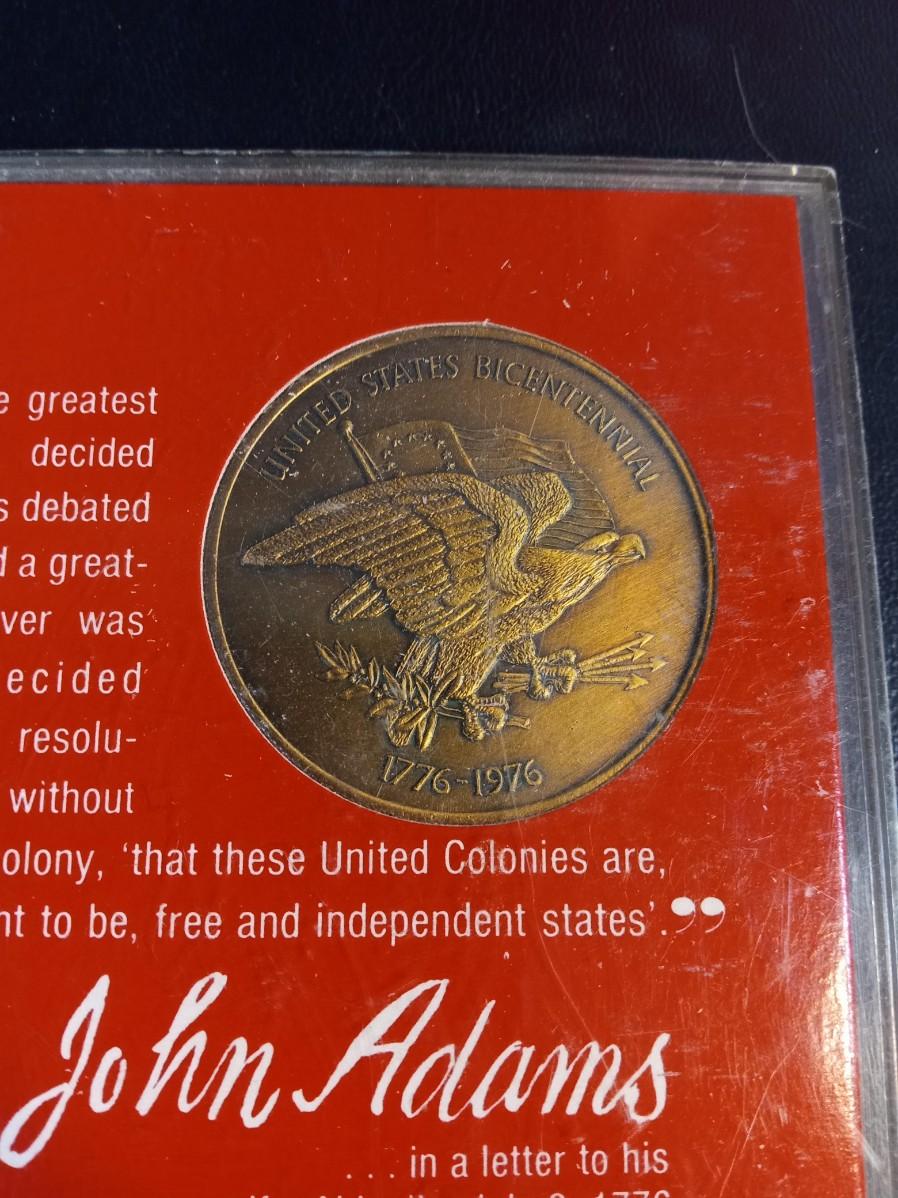 UNITED STATES BICENTENNIAL
1776-1976
greatest
decided
debated
a great-
ver was
ecided
resolu-
without
olony, ‘that these United Colonies are,
to be, free and independent states’.”
John Adams
... in a letter to his
1776